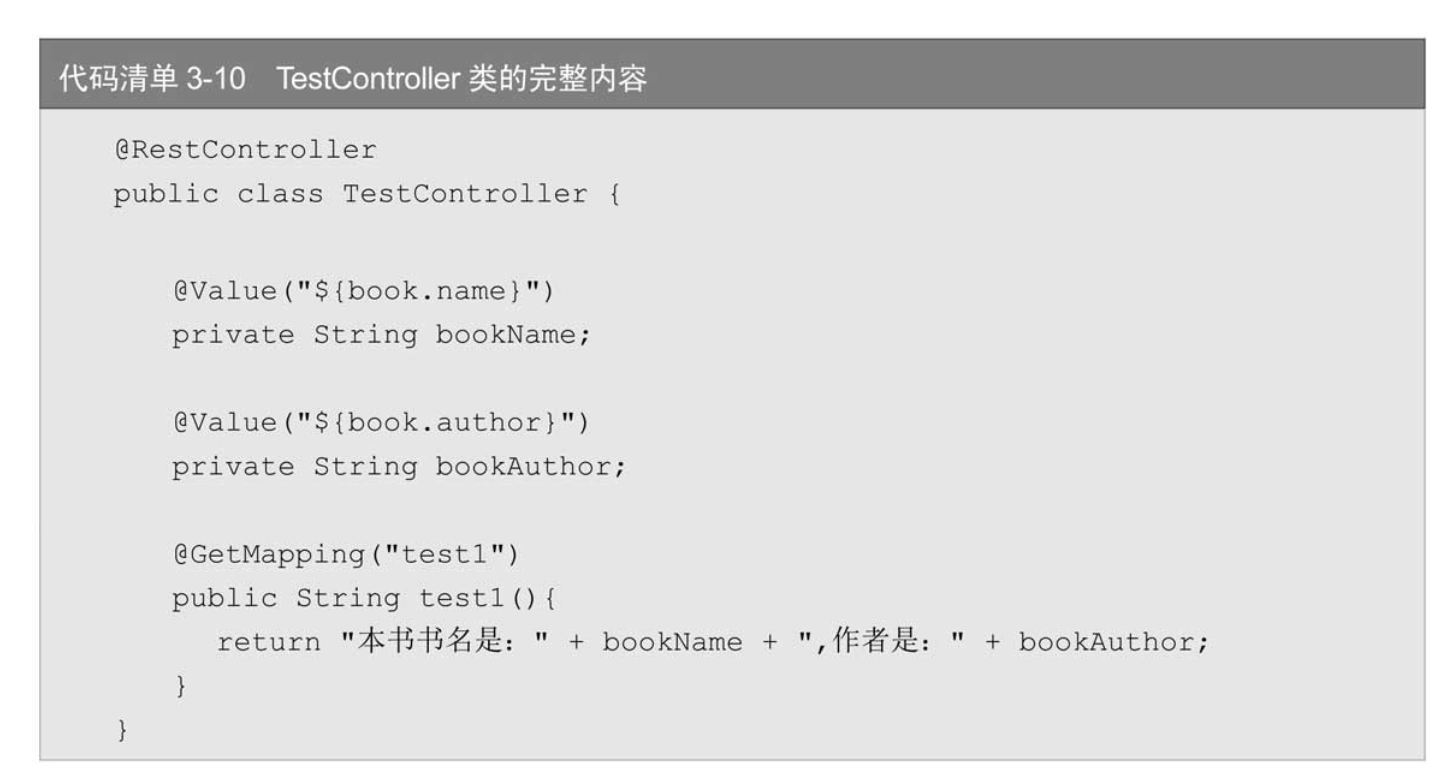 代码清单 3-10 TestController 类的完整内容
@RestController
public class TestController {
@Value("${book.name}")
private String bookName;
@Value("${book.author}")
private String bookAuthor;
@GetMapping("test1")
public String test1(){
return "本书书名是：" + bookName + ",作者是：" + bookAuthor;
}
}